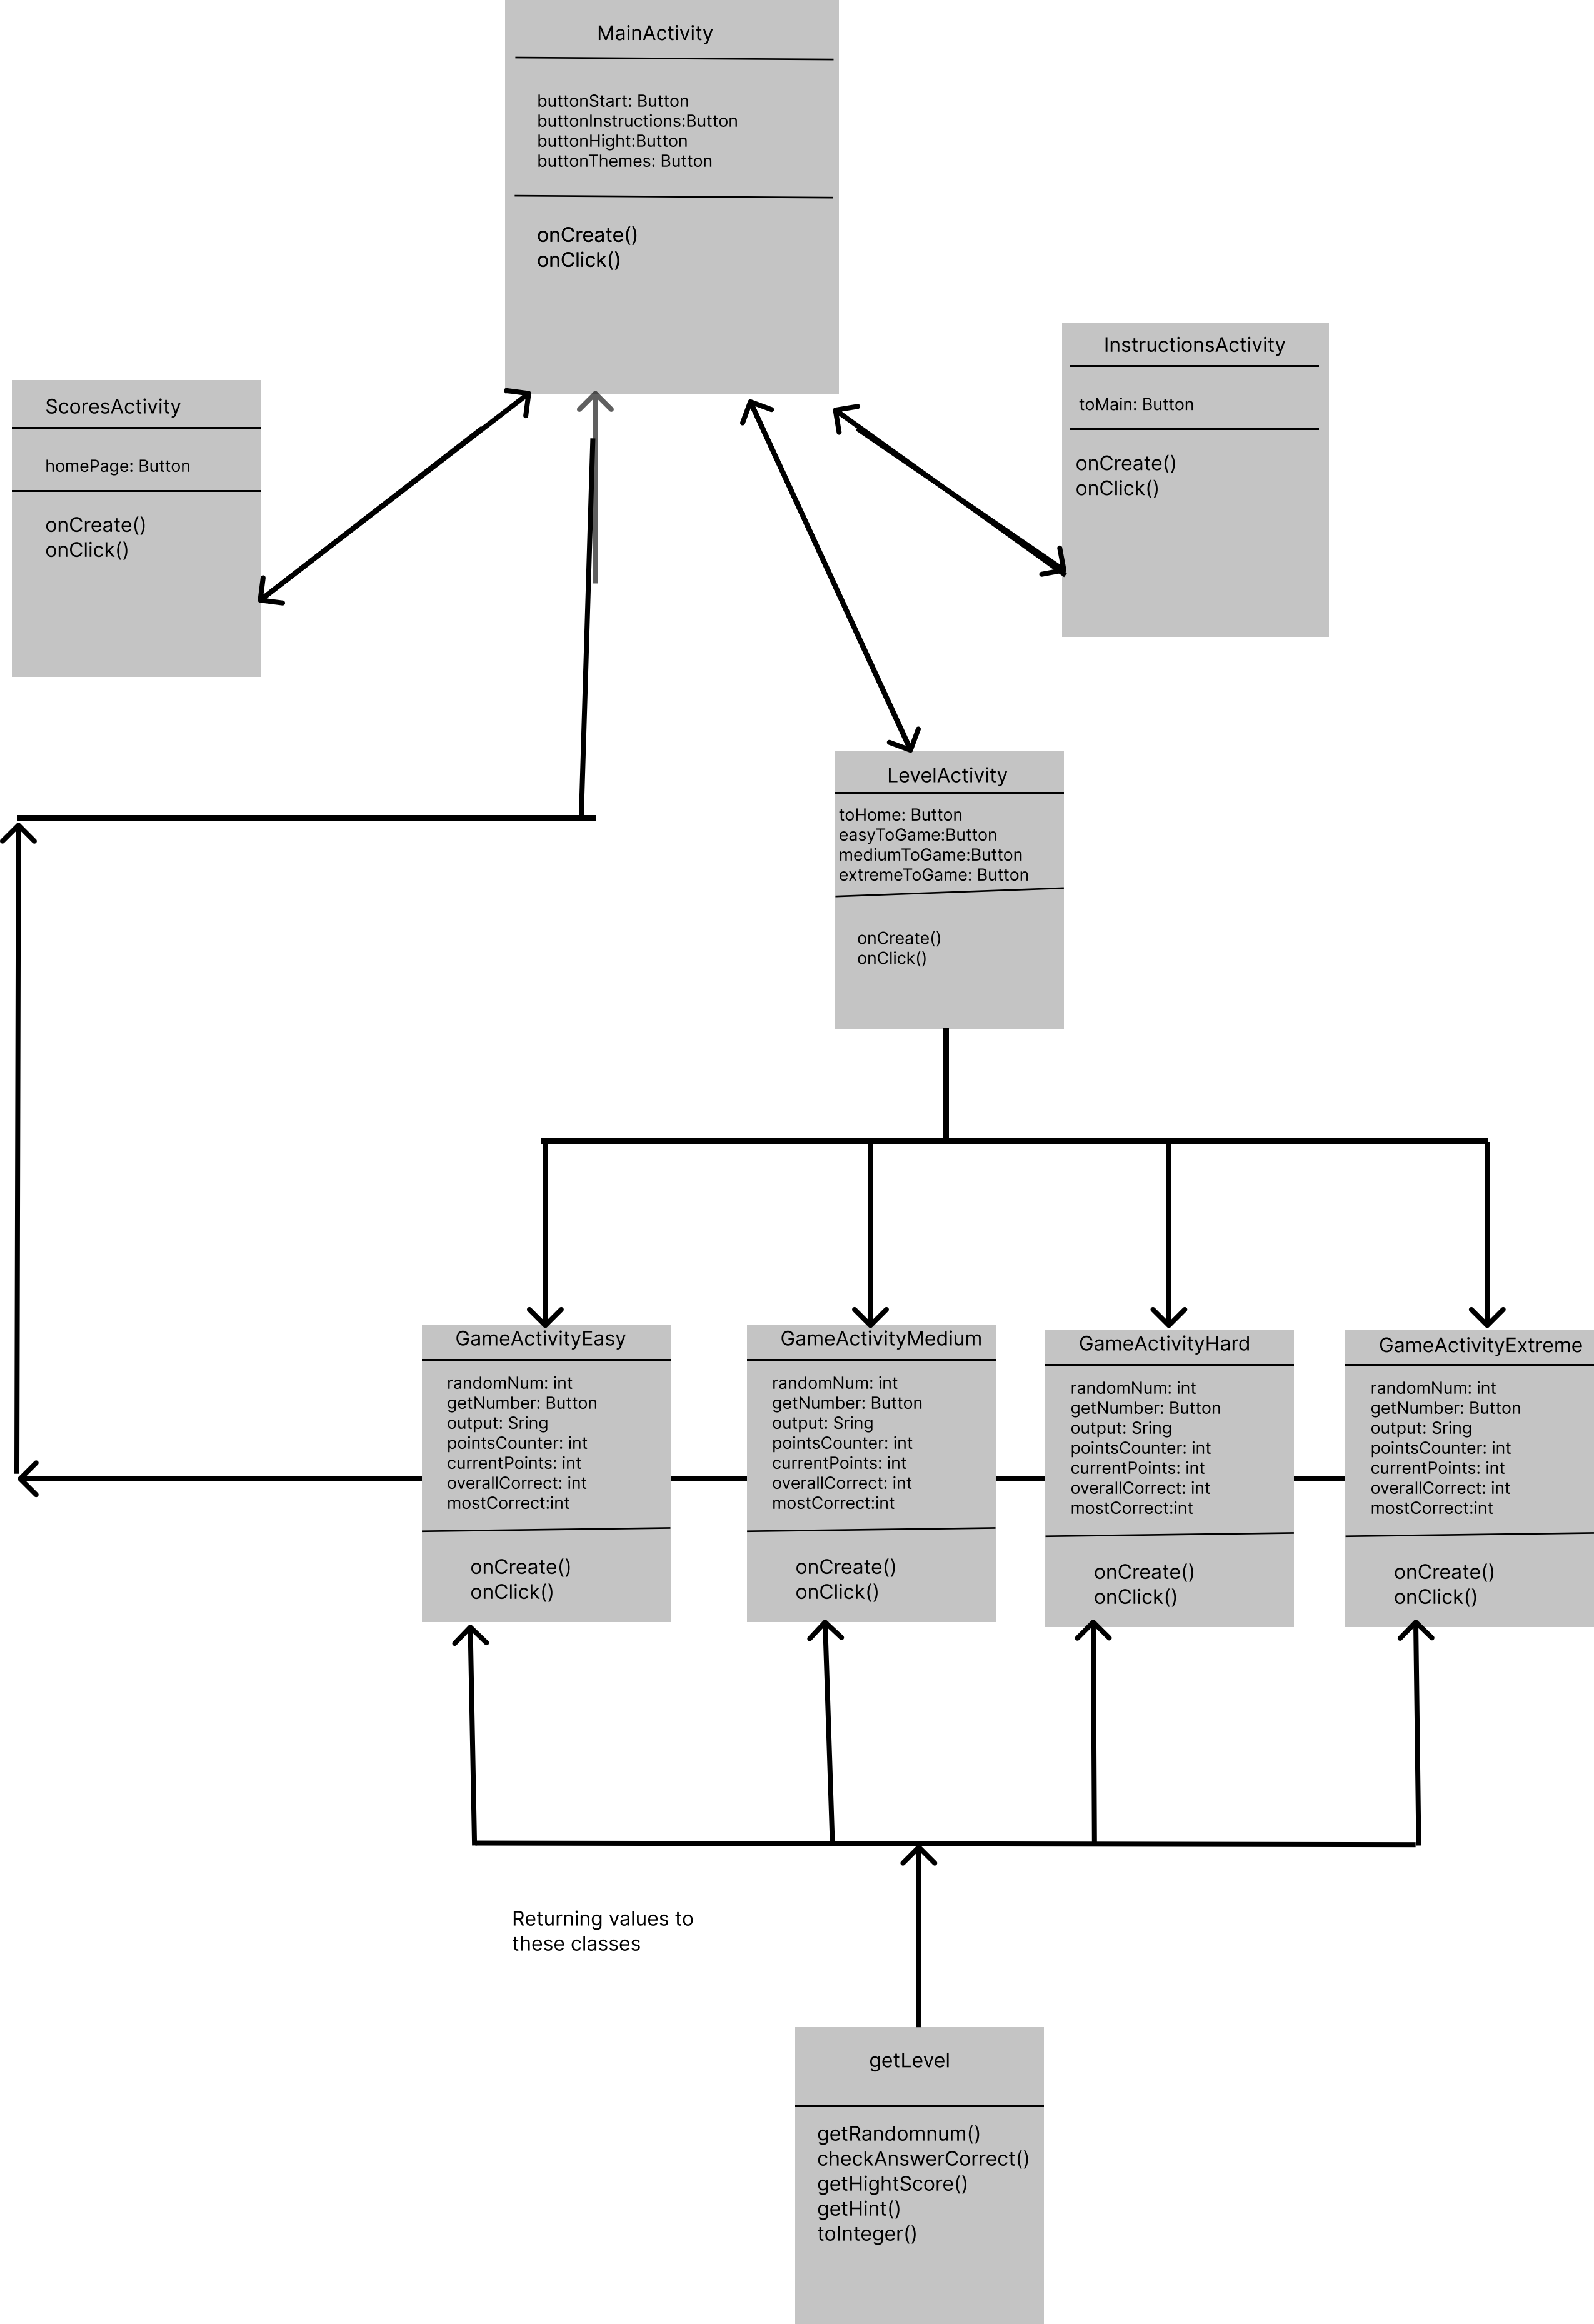 MainActivity
buttonStart: Button
buttonInstructions:Button
buttonHight:Button
buttonThemes: Button
onCreate()
onClick()
InstructionsActivity
toMain: Button
onCreate()
onClick()
ScoresActivity
homePage: Button
onCreate()
onClick()
LevelActivity
toHome: Button
easyToGame:Button
mediumToGame:Button
extremeToGame: Button
onCreate()
onClick()
GameActivityEasy
randomNum: int
getNumber: Button
output: Sring
pointsCounter: int
currentPoints: int
overallCorrect: int
mostCorrect:int
onCreate()
onClick()
GameActivityMedium
randomNum: int
getNumber: Button
output: Sring
pointsCounter: int
currentPoints: int
overallCorrect: int
mostCorrect:int
onCreate()
onClick()
GameActivityHard
randomNum: int
getNumber: Button
output: Sring
pointsCounter: int
currentPoints: int
overallCorrect: int
mostCorrect:int
onCreate()
onClick()
GameActivityExtreme
randomNum: int
getNumber: Button
output: Sring
pointsCounter: int
currentPoints: int
overallCorrect: int
mostCorrect:int
onCreate()
onClick()
Returning values to
these classes
getLevel
getRandomnum()
checkAnswerCorrect()
getHightScore()
getHint()
toInteger()